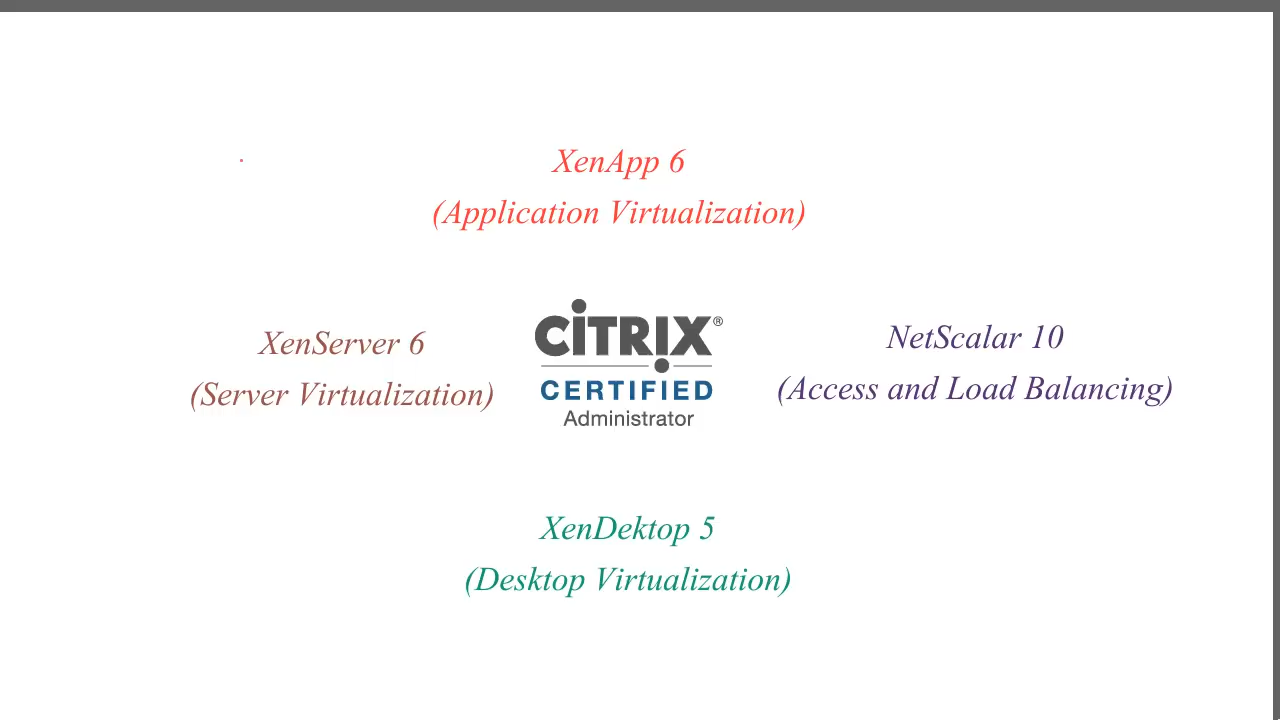 XenApp 6
(Application Virtualization)
XenServer 6
(Server Virtualization)
CITRIX®
CERTIFIED
Administrator
NetScalar 10
(Access and Load Balancing)
XenDektop 5
(Desktop Virtualization)